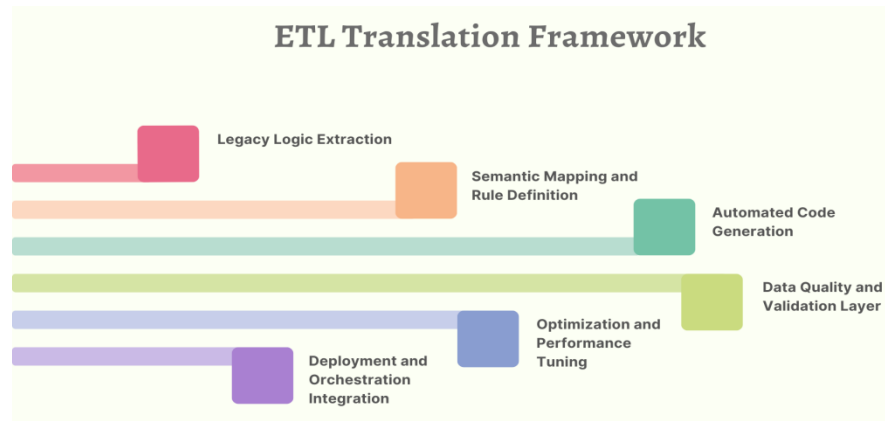 ETL Translation Framework
Legacy Logic Extraction
Semantic Mapping and
Rule Definition
Automated Code
Generation
Data Quality and
Validation Layer
Optimization and
Performance
Tuning
Deployment and
Orchestration
Integration